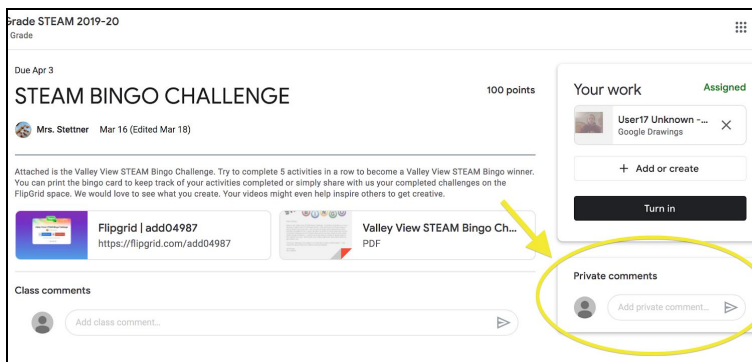 Grade STEAM 2019-20
Grade
Due Apr 3
STEAM BINGO CHALLENGE
100 points
Mrs. Stettner Mar 16 (Edited Mar 18)
Attached is the Valley View STEAM Bingo Challenge. Try to complete 5 activities in a row to become a Valley View STEAM Bingo winner.
You can print the bingo card to keep track of your activities completed or simply share with us your completed challenges on the
FlipGrid space. We would love to see what you create. Your videos might even help inspire others to get creative.
Flipgrid | add04987
https://flipgrid.com/add04987
Valley View STEAM Bingo Ch...
PDF
Class comments
Add class comment...
Your work
Assigned
User17 Unknown -...
Google Drawings
+ Add or create
Turn in
Private comments
Add private comment...